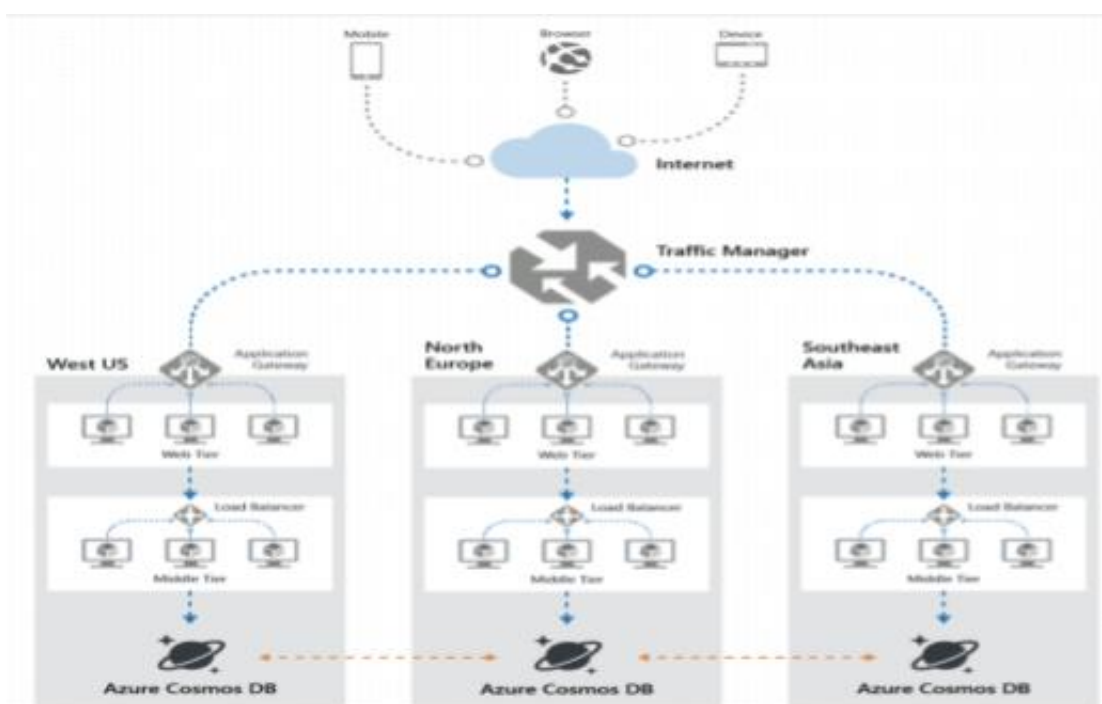 Mobile
Browser
Device
Internet
Traffic Manager
West US
Application
Gateway
North
Europe
Application
Gateway
Southeast
Asia
Application
Gateway
Web Tier
Web Tier
Web Tier
Load Balancer
Load Balancer
Load Balancer
Middle Tier
Middle Tier
Middle Tier
Azure Cosmos DB
Azure Cosmos DB
Azure Cosmos DB